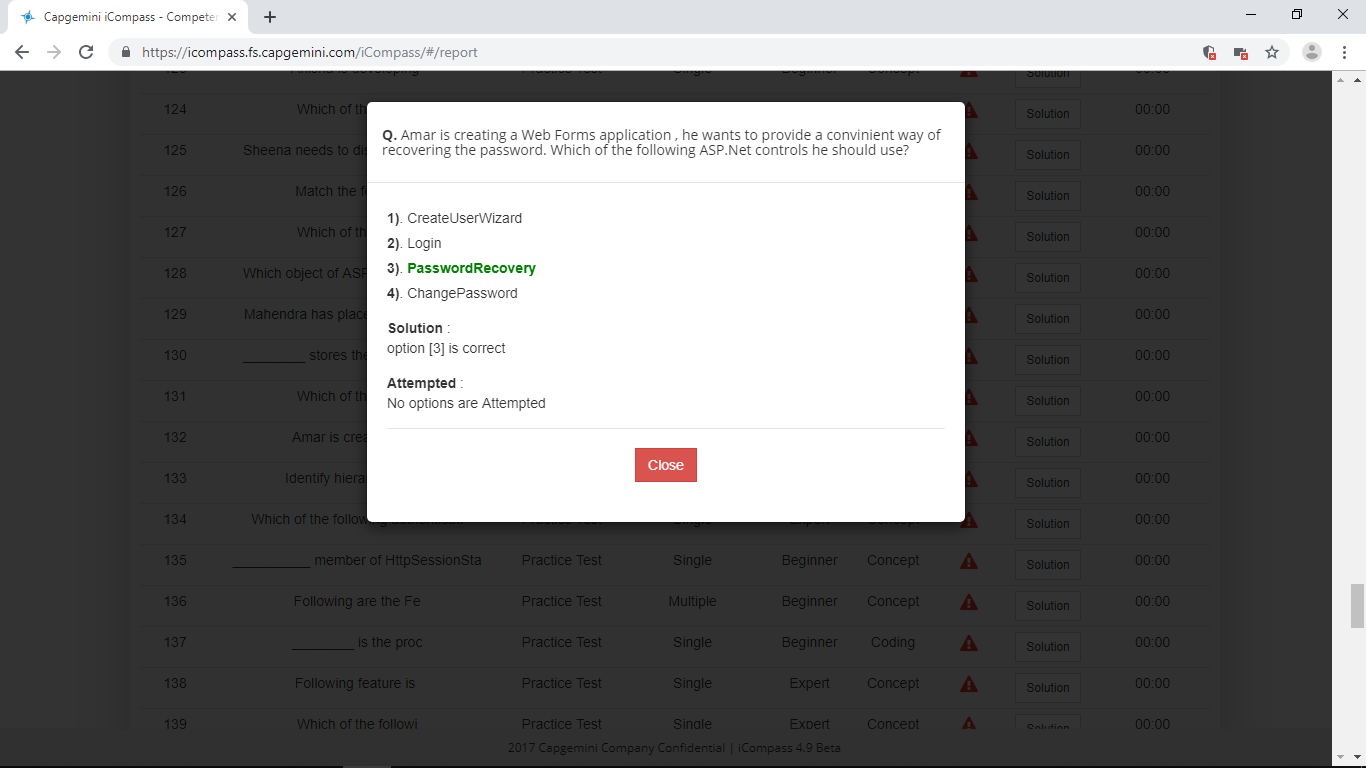 Capgemini iCompass - Competen
https://icompass.fs.capgemini.com/iCompass/#/report
124 Which of th Solution 00:00
Q. Amar is creating a Web Forms application , he wants to provide a convinient way of
recovering the password. Which of the following ASP.Net controls he should use?
1). CreateUserWizard
2). Login
3). PasswordRecovery
4). ChangePassword
Solution :
option [3] is correct
Attempted :
No options are Attempted
Close
125 Sheena needs to dis Solution 00:00
126 Match the f Solution 00:00
127 Which of th Solution 00:00
128 Which object of ASP Solution 00:00
129 Mahendra has place Solution 00:00
130 ________ stores the Solution 00:00
131 Which of th Solution 00:00
132 Amar is crea Solution 00:00
133 Identify hiera Solution 00:00
134 Which of the follow Practice Test Single Expert Concept Solution 00:00
135 __________ member of HttpSessionSta Practice Test Single Beginner Concept Solution 00:00
136 Following are the Fe Practice Test Multiple Beginner Concept Solution 00:00
137 ________ is the proc Practice Test Single Beginner Coding Solution 00:00
138 Following feature is Practice Test Single Expert Concept Solution 00:00
139 Which of the followi Practice Test Single Expert Concept Solution 00:00
2017 Capgemini Company Confidential | iCompass 4.9 Beta